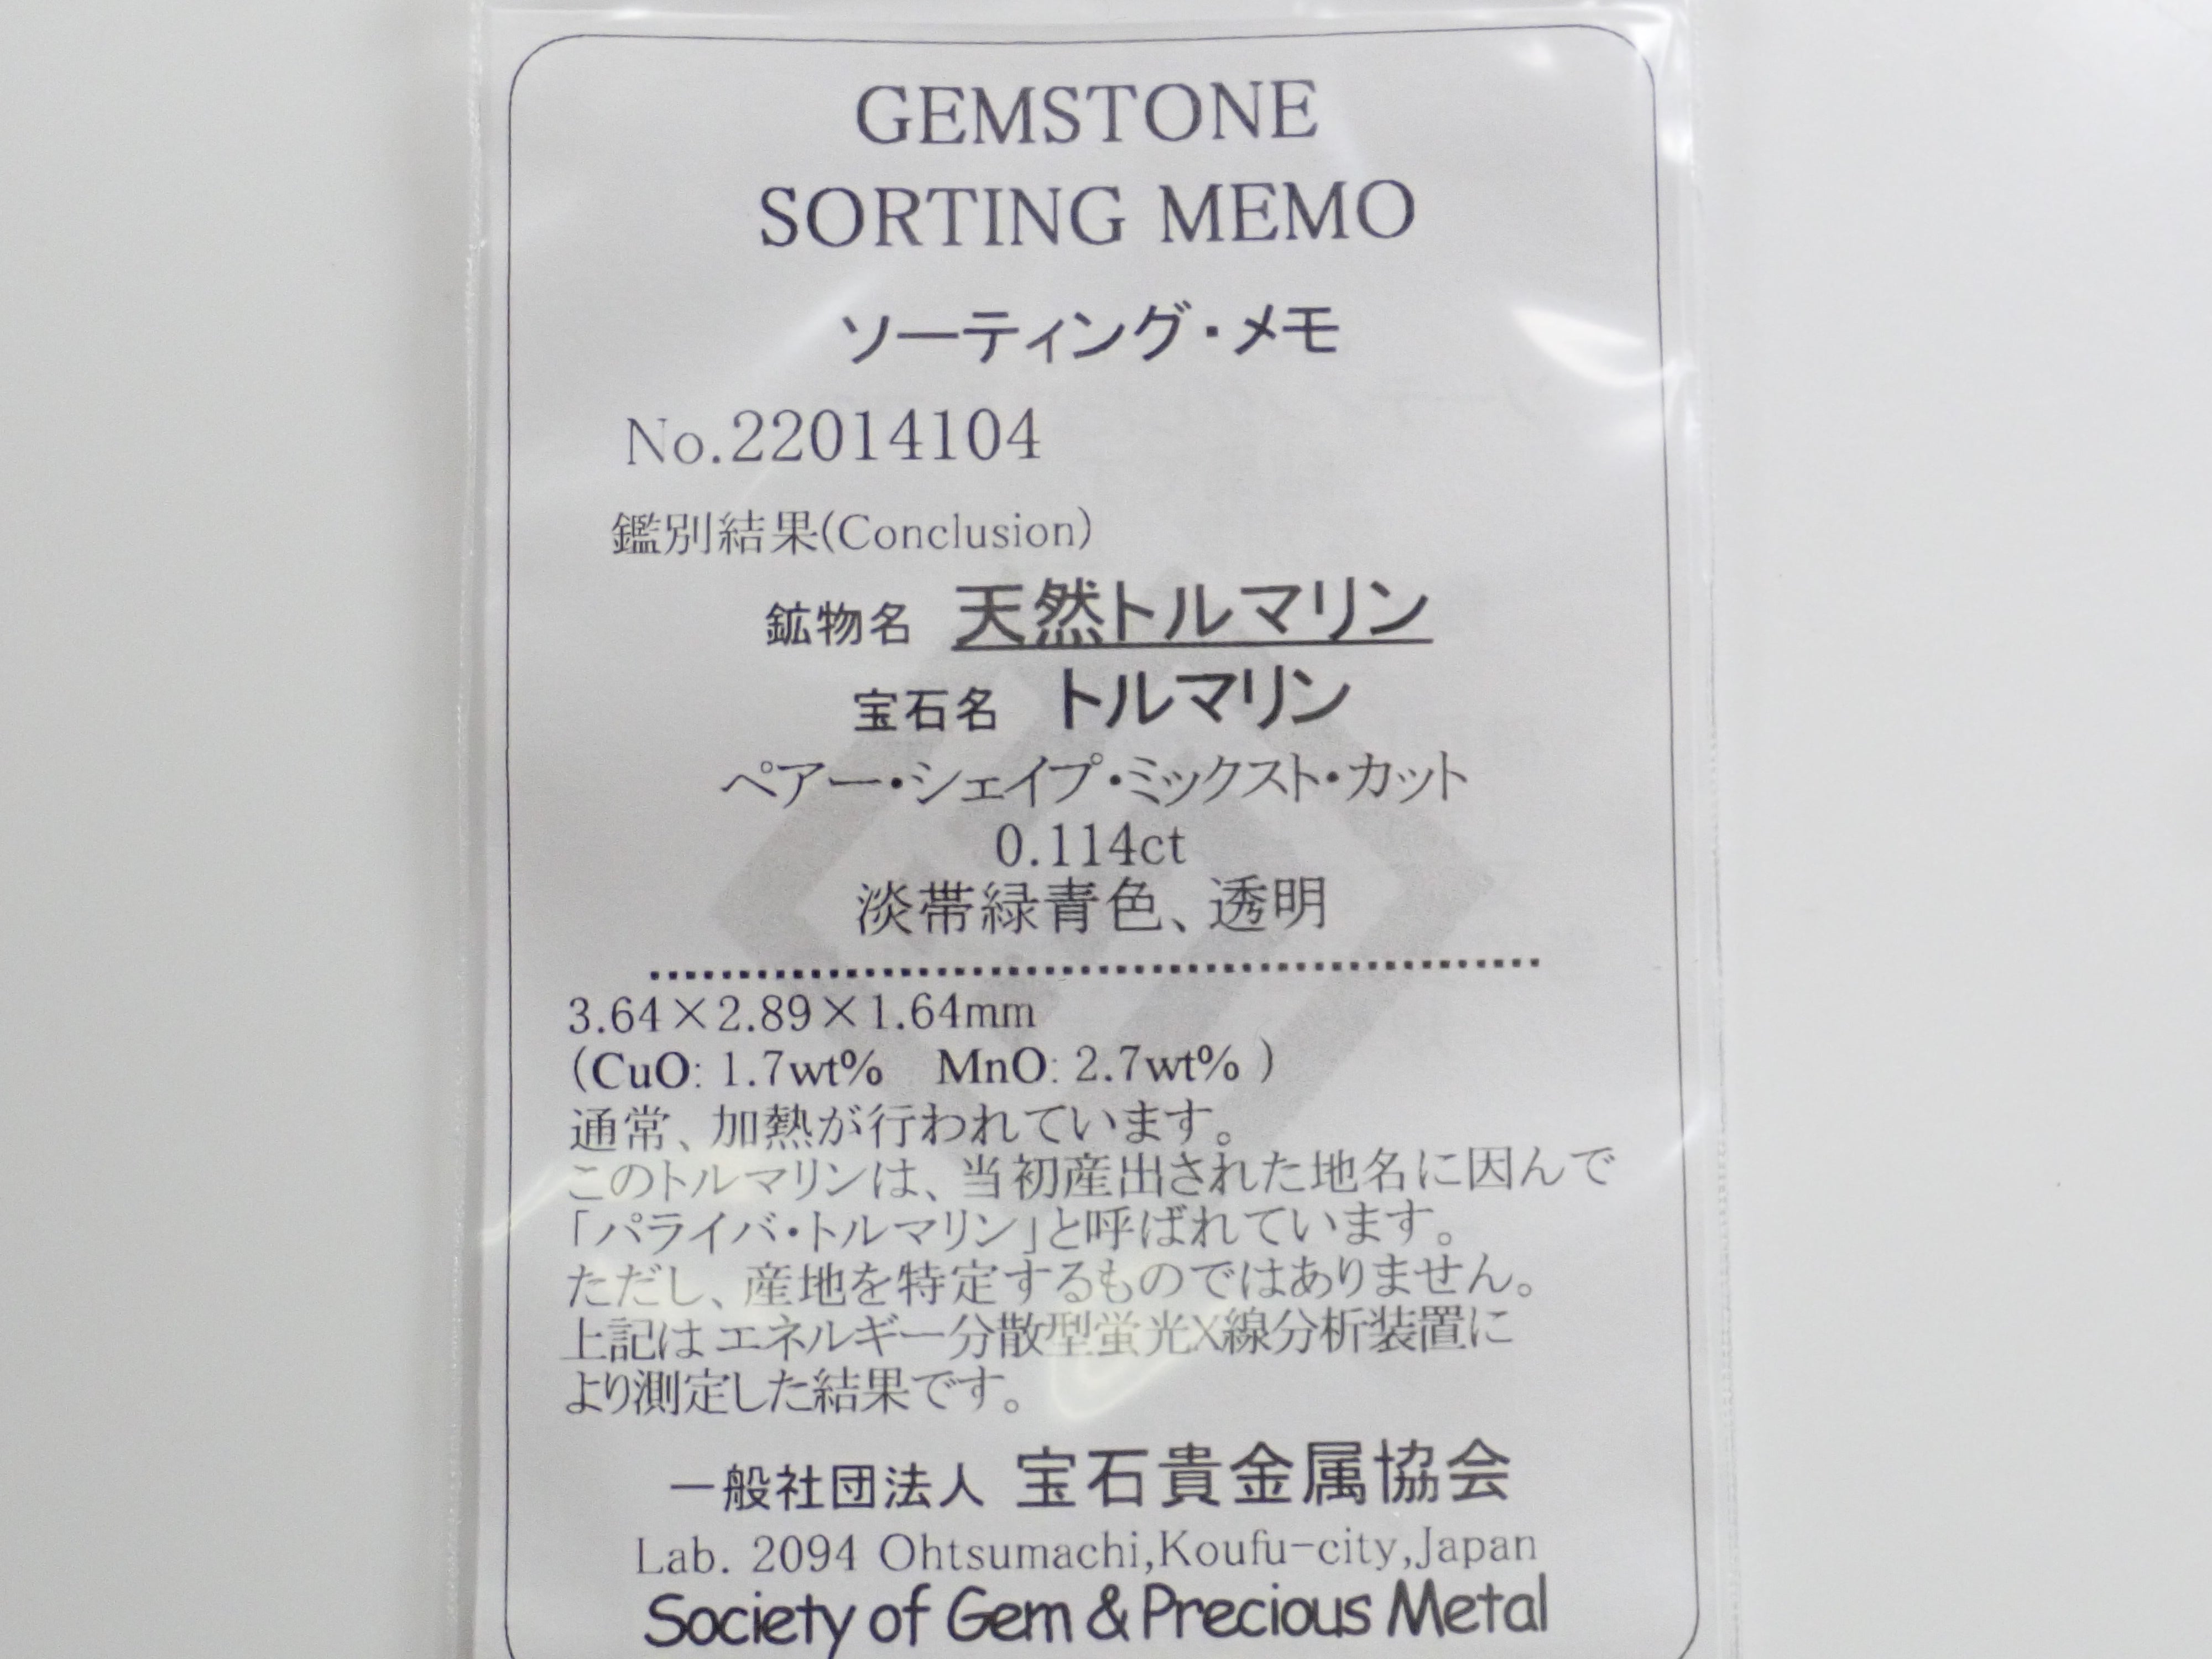 GEMSTONE
SORTING MEMO
ソーティング・メモ
No.22014104
鑑別結果(Conclusion)
鉱物名 天然トルマリン
宝石名 トルマリン
ペアー・シェイプ・ミックスト・カット
0.114ct
淡帯緑青色、透明
3.64×2.89×1.64mm
(CuO: 1.7wt% MnO: 2.7wt% )
通常、加熱が行われています。
このトルマリンは、当初産出された地名に因んで
「パライバ・トルマリン」と呼ばれています。
ただし、産地を特定するものではありません。
上記はエネルギー分散型蛍光X線分析装置に
より測定した結果です。
一般社団法人 宝石貴金属協会
Lab. 2094 Ohtsumachi,Koufu-city,Japan
Society of Gem & Precious Metal